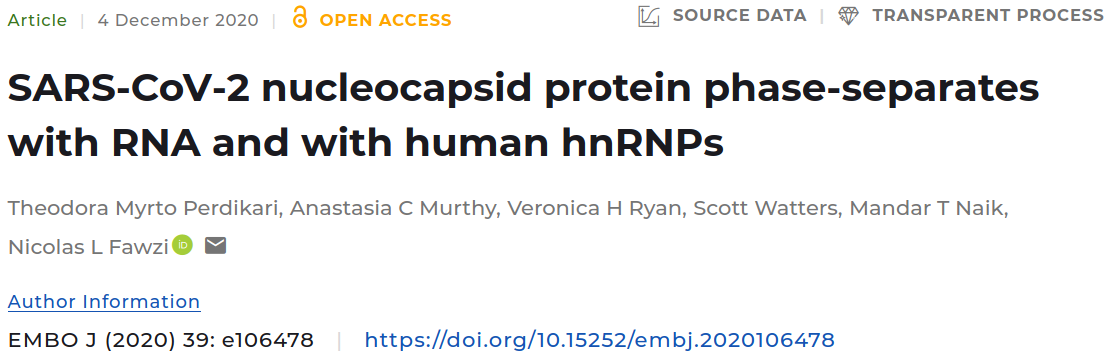 Article | 4 December 2020 | OPEN ACCESS SOURCE DATA | TRANSPARENT PROCESS
SARS-CoV-2 nucleocapsid protein phase-separates
with RNA and with human hnRNPs
Theodora Myrto Perdikari, Anastasia C Murthy, Veronica H Ryan, Scott Watters, Mandar T Naik,
Nicolas L Fawzi iD
Author Information
EMBO J (2020) 39: e106478 | https://doi.org/10.15252/embj.2020106478